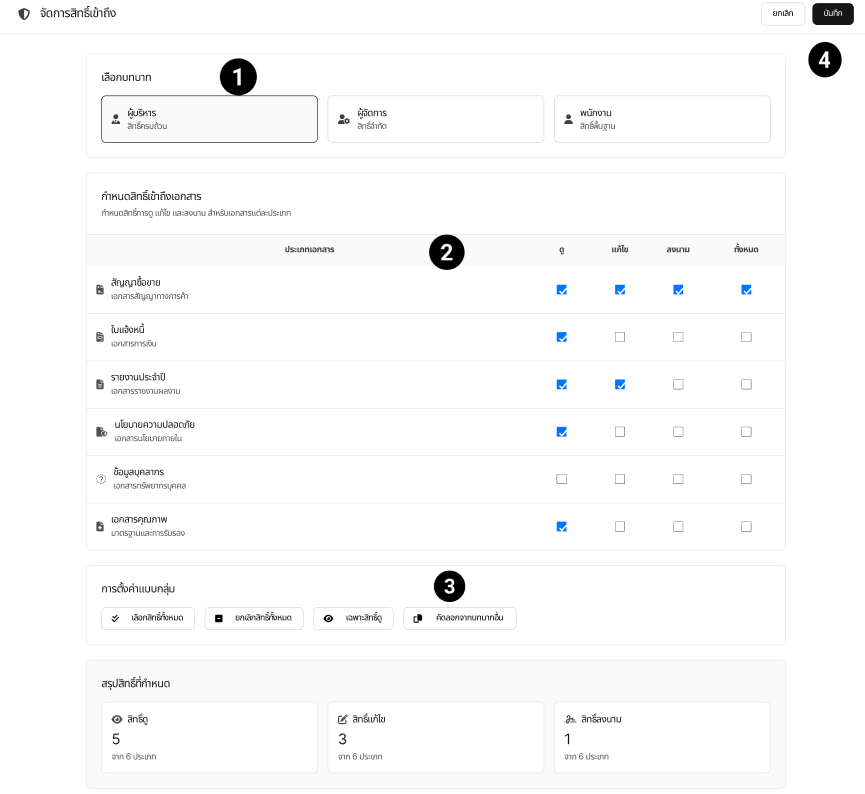 จัดการสิทธิ์เข้าถึง
ยกเลิก
บันทึก
4
เลือกบทบาท
1
ผู้บริหาร
สิทธิ์ครบถ้วน
ผู้จัดการ
สิทธิ์จำกัด
พนักงาน
สิทธิ์พื้นฐาน
กำหนดสิทธิ์เข้าถึงเอกสาร
กำหนดสิทธิ์การดู แก้ไข และลงนาม สำหรับเอกสารแต่ละประเภท
ประเภทเอกสาร 2 ดู แก้ไข ลงนาม ทั้งหมด
สัญญาซื้อขาย
เอกสารสัญญาทางการค้า
ใบแจ้งหนี้
เอกสารการเงิน
รายงานประจำปี
เอกสารรายงานผลงาน
นโยบายความปลอดภัย
เอกสารนโยบายภายใน
ข้อมูลบุคลากร
เอกสารทรัพยากรบุคคล
เอกสารคุณภาพ
มาตรฐานและการรับรอง
การตั้งค่าแบบกลุ่ม
3
เลือกสิทธิ์ทั้งหมด
ยกเลิกสิทธิ์ทั้งหมด
เฉพาะสิทธิ์ดู
คัดลอกจากบทบาทอื่น
สรุปสิทธิ์ที่กำหนด
สิทธิ์ดู
5
จาก 6 ประเภท
สิทธิ์แก้ไข
3
จาก 6 ประเภท
สิทธิ์ลงนาม
1
จาก 6 ประเภท